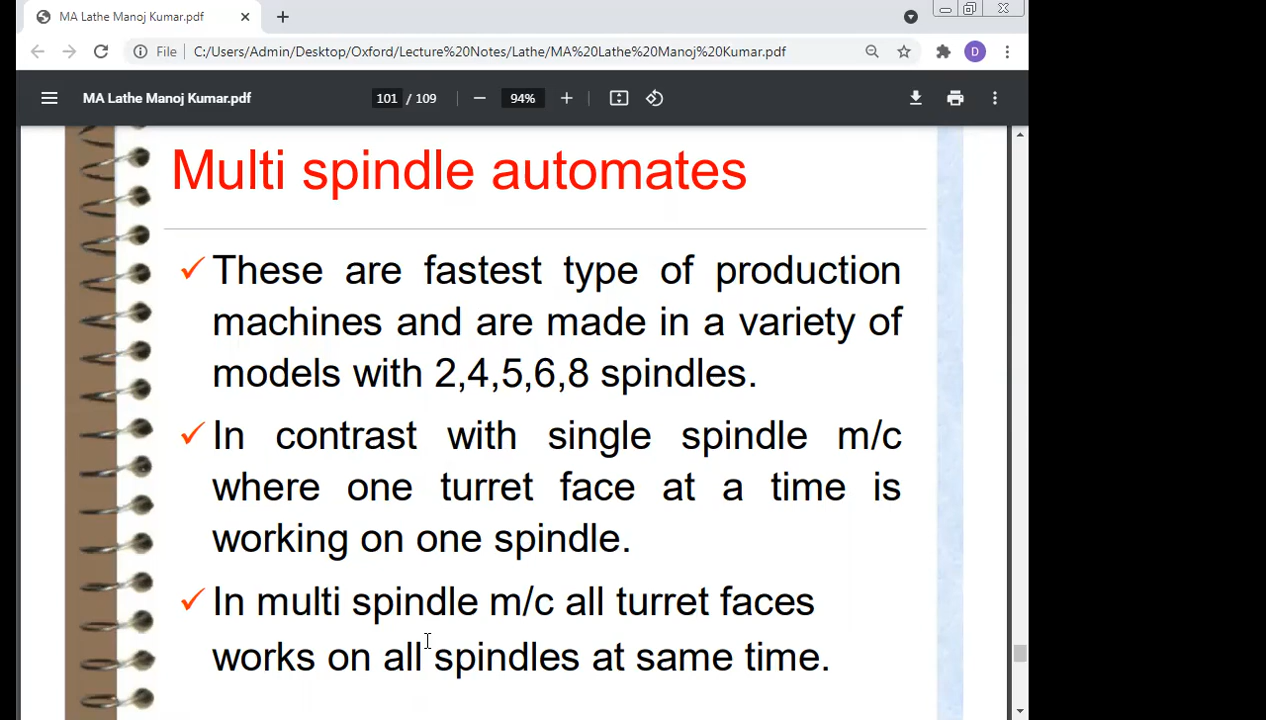 MA Lathe Manoj Kumar.pdf
File C:/Users/Admin/Desktop/Oxford/Lecture%20Notes/Lathe/MA%20Lathe%20Manoj%20Kumar.pdf
D
MA Lathe Manoj Kumar.pdf 101 / 109 94%
Multi spindle automates
These are fastest type of production
machines and are made in a variety of
models with 2,4,5,6,8 spindles.
In contrast with single spindle m/c
where one turret face at a time is
working on one spindle.
In multi spindle m/c all turret faces
works on all spindles at same time.